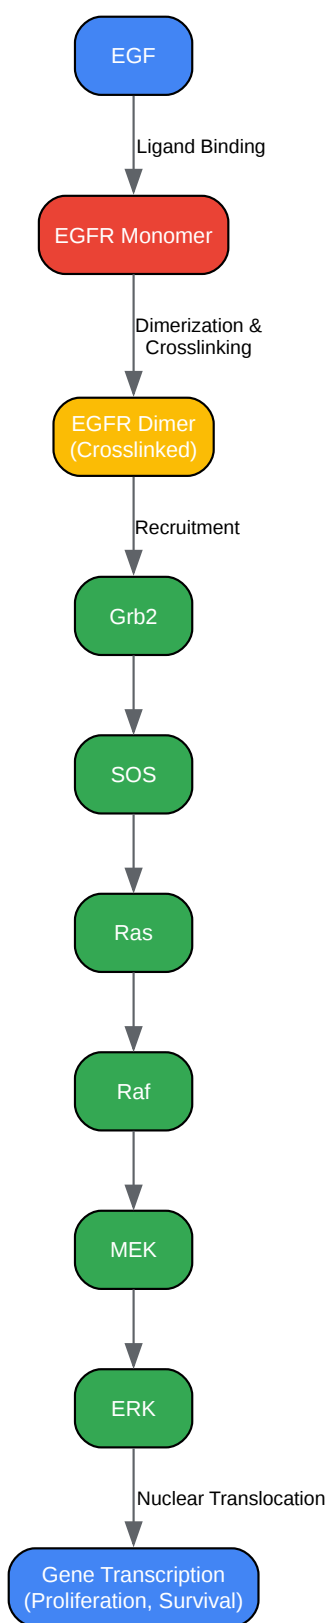 EGF
Ligand Binding
EGFR Monomer
Dimerization &
Crosslinking
EGFR Dimer
(Crosslinked)
Recruitment
Grb2
SOS
Ras
Raf
MEK
ERK
Nuclear Translocation
Gene Transcription
(Proliferation, Survival)